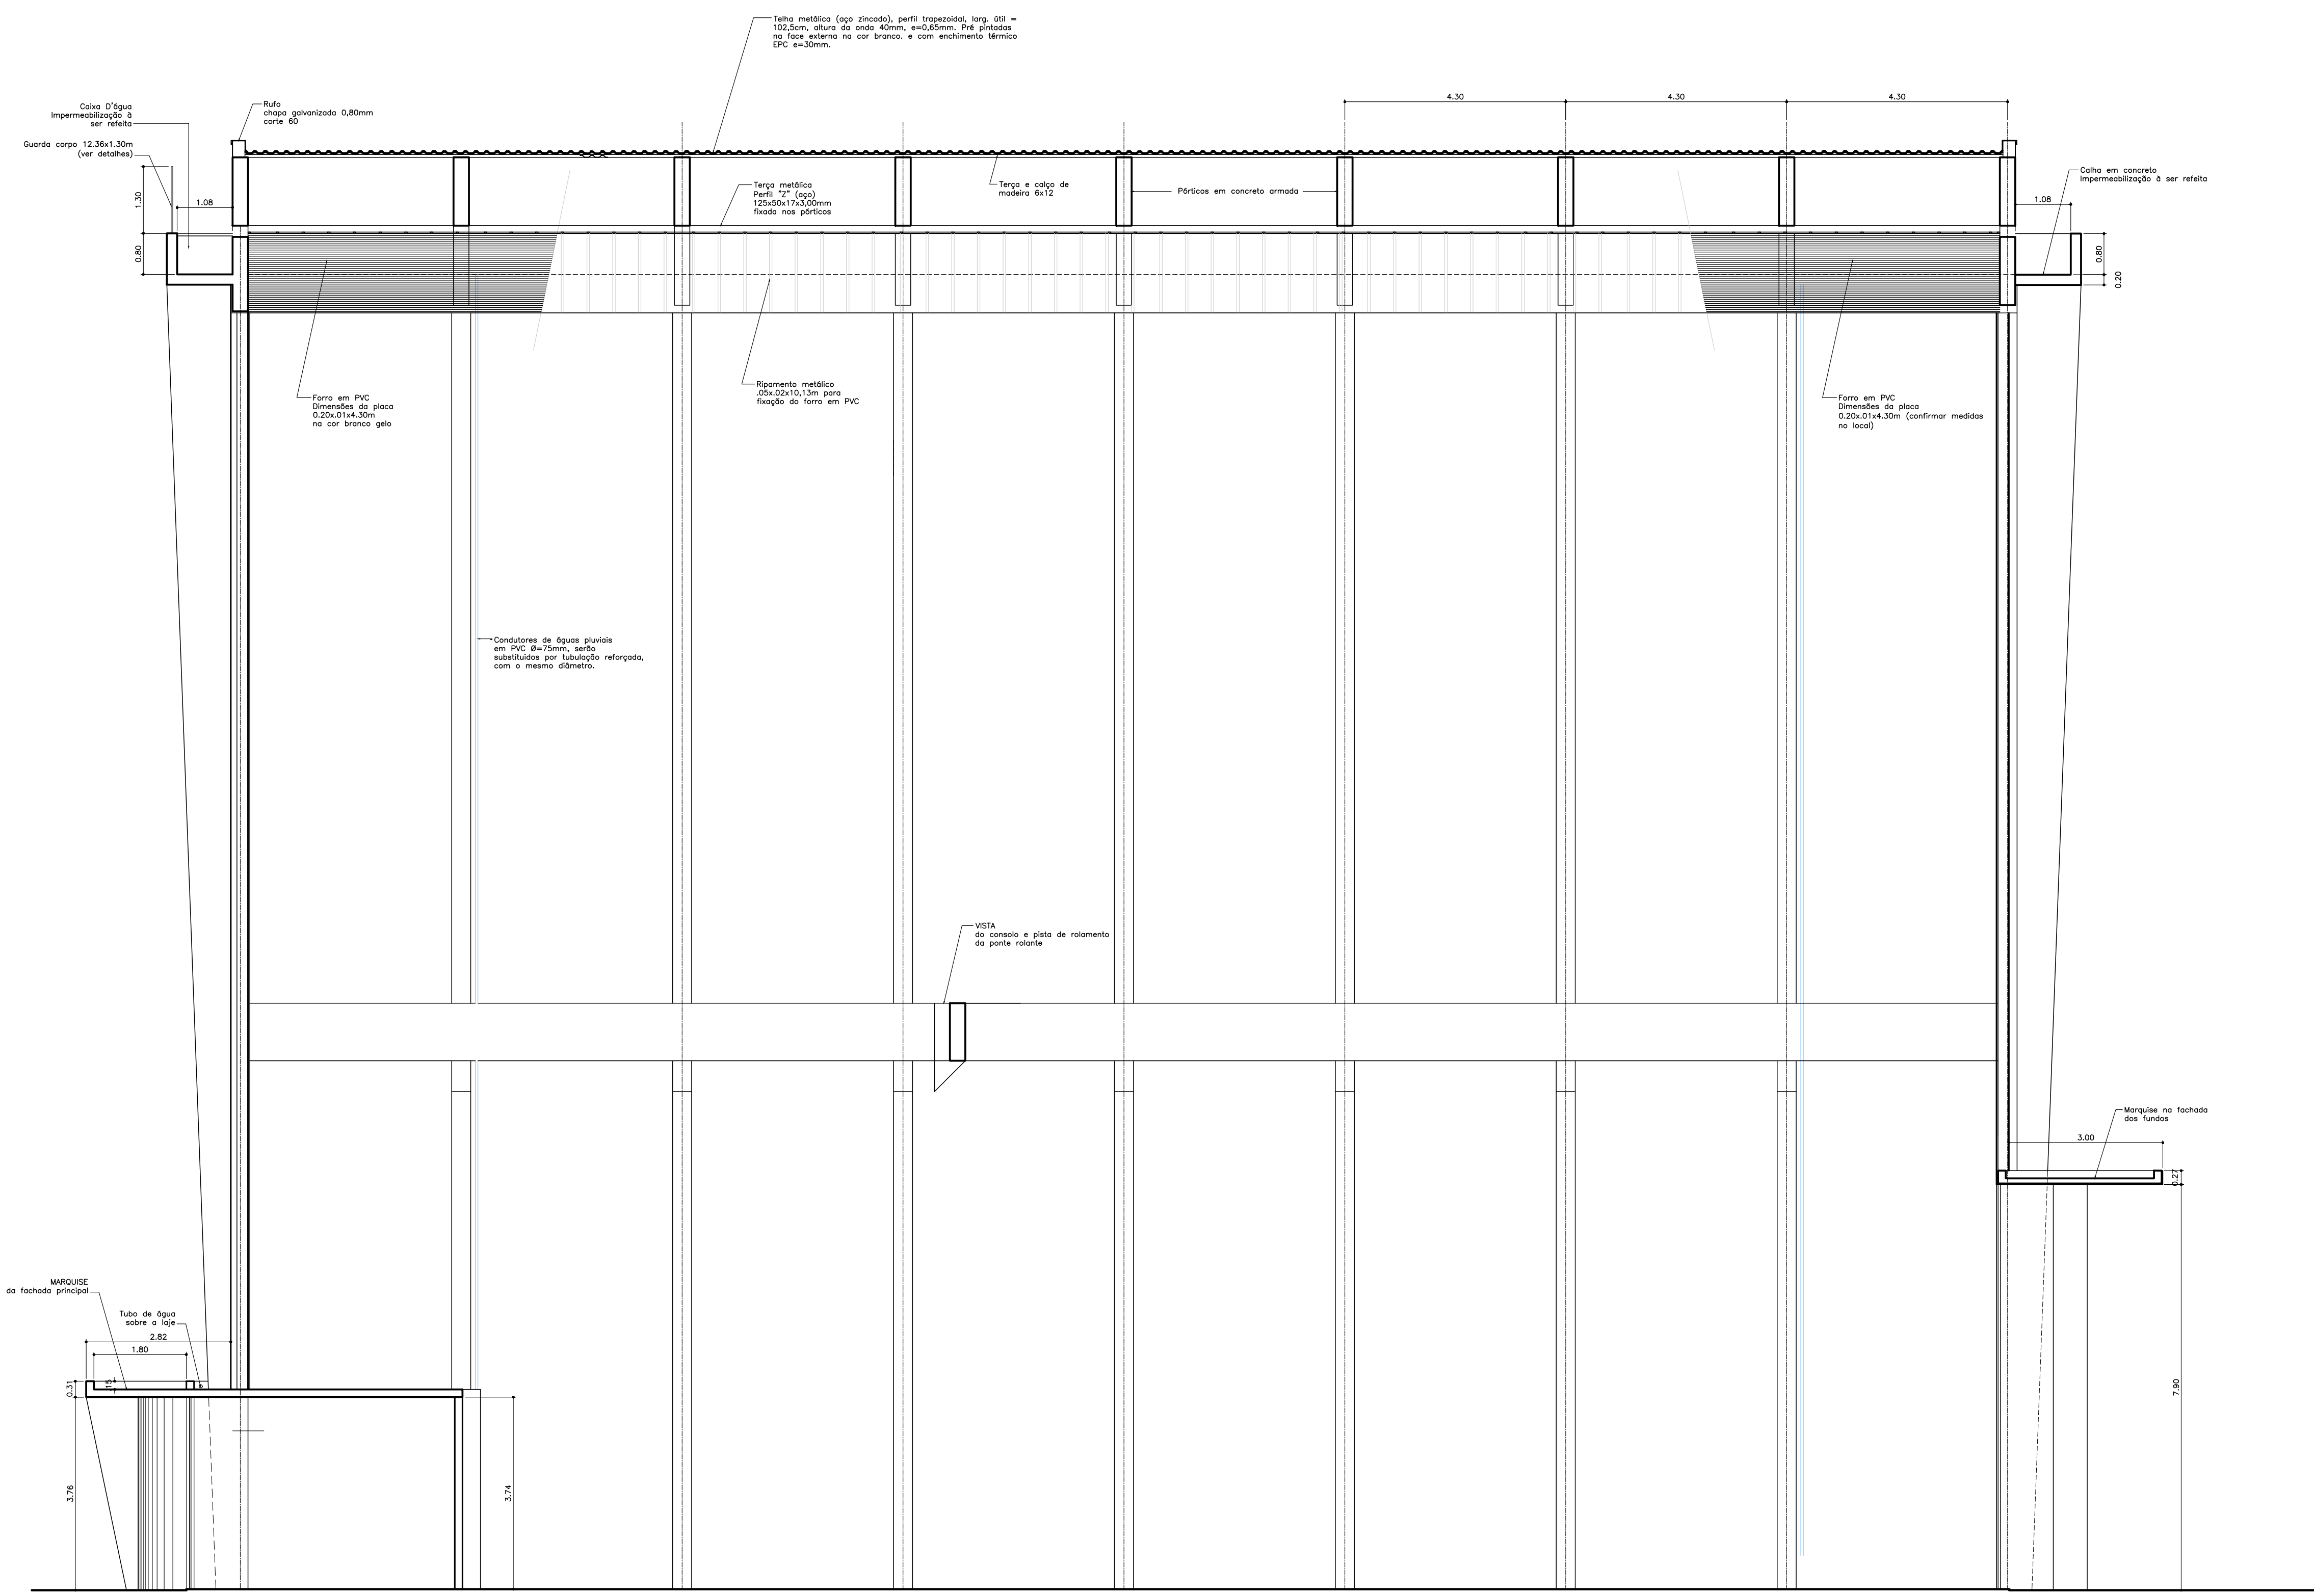 Telha metálica (aço zincado), perfil trapezoidal, larg. útil =
102,5cm, altura da onda 40mm, e=0,65mm. Pré pintadas
na face externa na cor branco. e com enchimento térmico
EPC e=30mm.
Caixa D'água
Impermeabilização à
ser refeita
Rufo
chapa galvanizada 0,80mm
corte 60
Guarda corpo 12.36x1.30m
(ver detalhes)
4.30
4.30
4.30
Terça metálica
Perfil "Z" (aço)
125x50x17x3,00mm
fixada nos pórticos
Terça e calço de
madeira 6x12
Pórticos em concreto armada
Calha em concreto
Impermeabilização à ser refeita
1.30
1.08
1.08
0.80
0.80
0.20
Forro em PVC
Dimensões da placa
0.20x.01x4.30m
na cor branco gelo
Ripamento metálico
.05x.02x10,13m para
fixação do forro em PVC
Forro em PVC
Dimensões da placa
0.20x.01x4.30m (confirmar medidas
no local)
Condutores de águas pluviais
em PVC Ø=75mm, serão
substituidos por tubulação reforçada,
com o mesmo diâmetro.
VISTA
do consolo e pista de rolamento
da ponte rolante
Marquise na fachada
dos fundos
3.00
0.27
MARQUISE
da fachada principal
Tubo de água
sobre a laje
2.82
1.80
0.31
.15
7.90
3.76
3.74